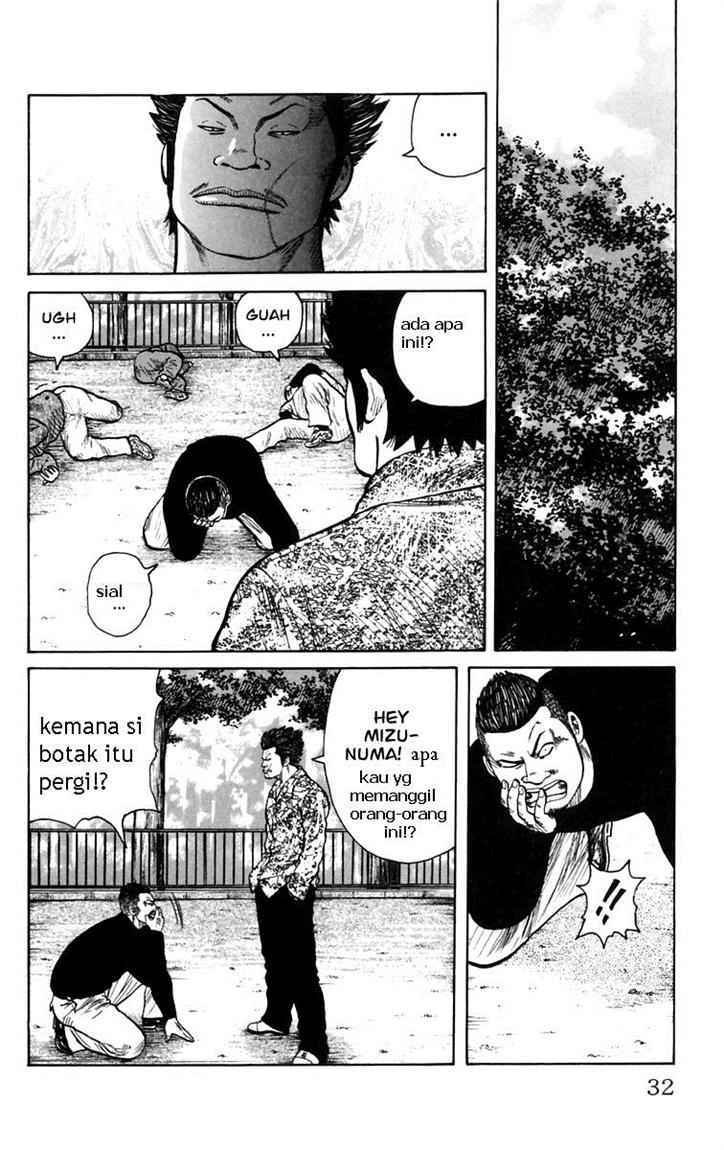 ...
ada apa
ini!?
GUAH
...
UGH
...
sial
...
!!
HEY
MIZU-
NUMA! apa
kau yg
memanggil
orang-orang
ini!?
kemana si
botak itu
pergi!?
32